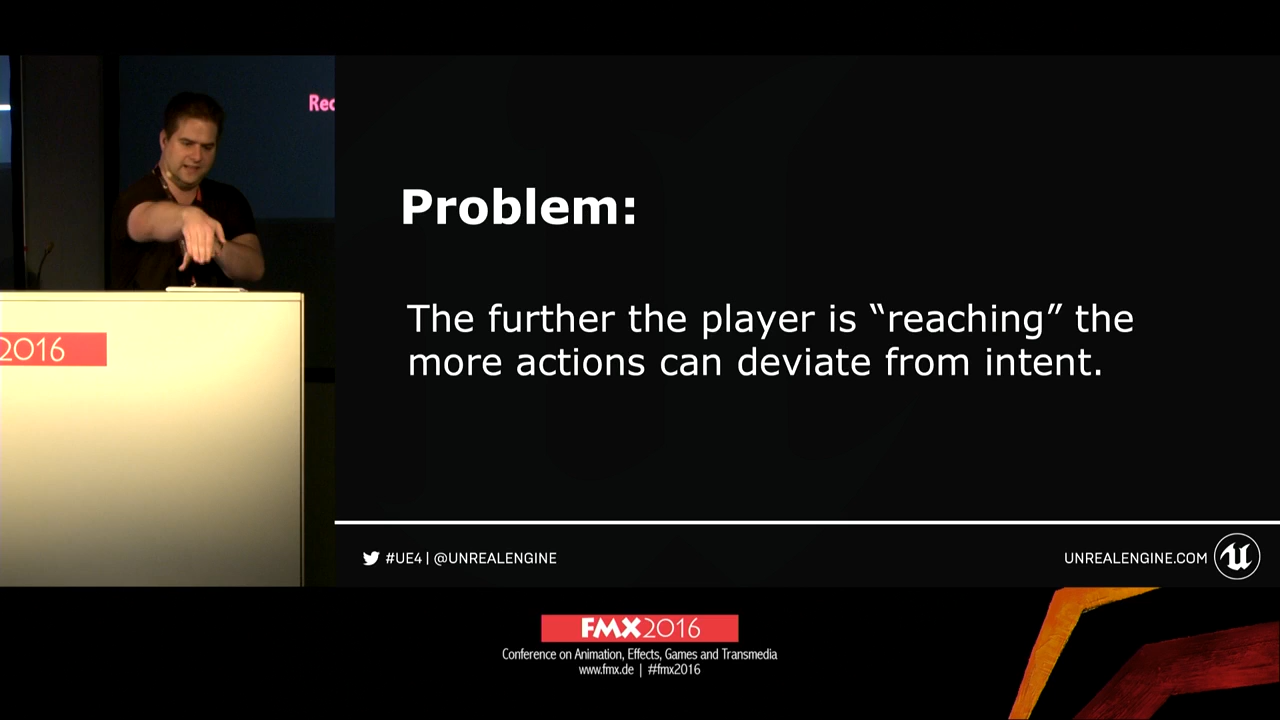 Rec
2016
Problem:
The further the player is “reaching” the
more actions can deviate from intent.
#UE4 | @UNREALENGINE
UNREALENGINE.COM
FMX2016
Conference on Animation, Effects, Games and Transmedia
www.fmx.de | #fmx2016